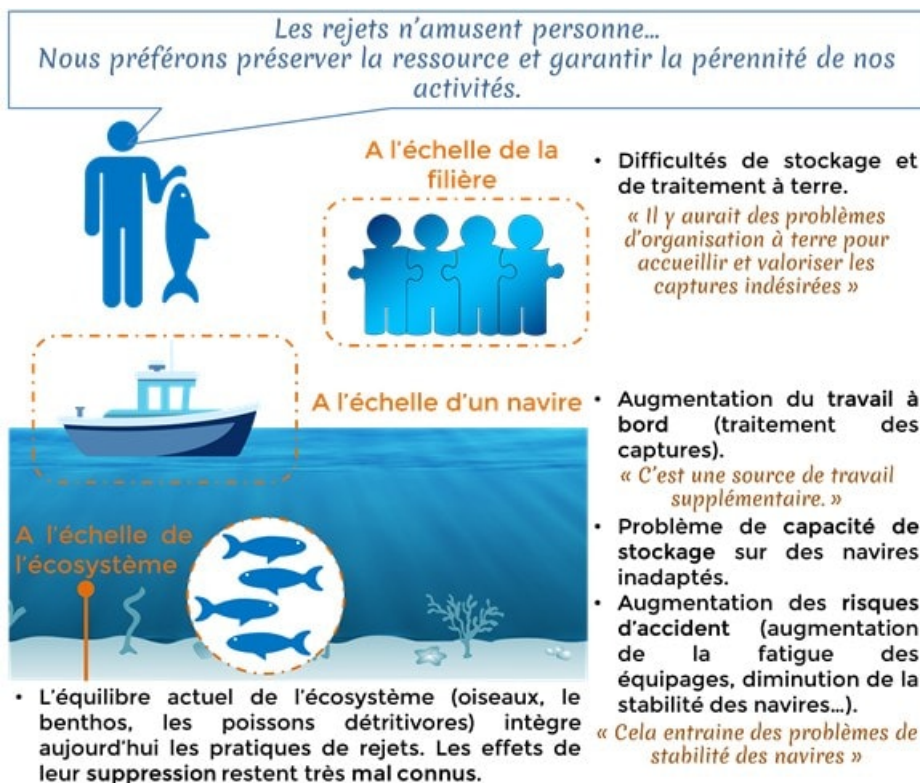 Les rejets n'amusent personne...
Nous préférons préserver la ressource et garantir la pérennité de nos
activités.
A l'échelle de la
filière
• Difficultés de stockage et
de traitement à terre.
« Il y aurait des problèmes
d'organisation à terre pour
accueillir et valoriser les
captures indésirées »
A l'échelle d'un navire
• Augmentation du travail à
bord (traitement des
captures).
« C'est une source de travail
supplémentaire. »
• Problème de capacité de
stockage sur des navires
inadaptés.
• Augmentation des risques
d'accident (augmentation
de la fatigue des
équipages, diminution de la
stabilité des navires...).
« Cela entraine des problèmes de
stabilité des navires »
A l'échelle de
l'écosystème
• L'équilibre actuel de l'écosystème (oiseaux, le
benthos, les poissons détritivores) intègre
aujourd'hui les pratiques de rejets. Les effets de
leur suppression restent très mal connus.